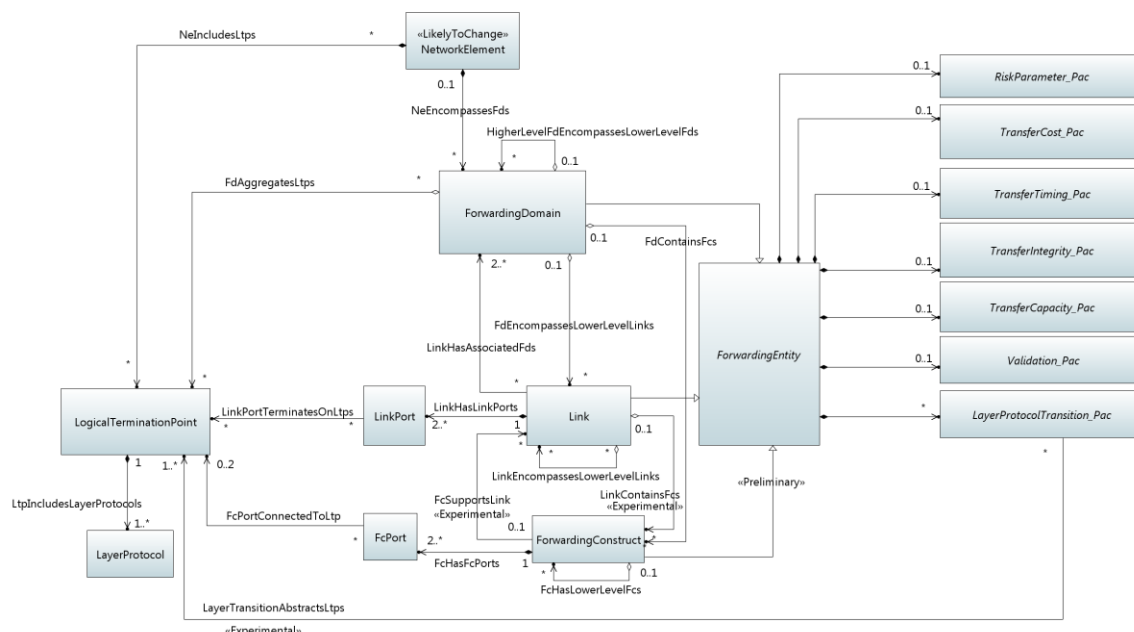 «LikelyToChange»
NetworkElement
NeIncludesLtps
*
0..1
NeEncompassesFds
*
HigherLevelFdEncompassesLowerLevelFds
*
0..1
FdAggregatesLtps
*
ForwardingDomain
0..1
FdContainsFcs
2..*
0..1
FdEncompassesLowerLevelLinks
LinkHasAssociatedFds
*
*
*
*
LogicalTerminationPoint
LinkPortTerminatesOnLtps
*
*
LinkPort
LinkHasLinkPorts
2..*
1
Link
0..1
*
*
*
LinkEncompassesLowerLevelLinks
1
1..*
0..2
LtpIncludesLayerProtocols
1..*
LayerProtocol
FcPortConnectedToLtp
*
FcPort
2..*
FcHasFcPorts
1
FcSupportsLink
«Experimental»
0..1
LinkContainsFcs
«Experimental»
ForwardingConstruct
*
*
*
0..1
FcHasLowerLevelFcs
«Preliminary»
ForwardingEntity
0..1
RiskParameter_Pac
0..1
TransferCost_Pac
0..1
TransferTiming_Pac
0..1
TransferIntegrity_Pac
0..1
TransferCapacity_Pac
0..1
Validation_Pac
*
LayerProtocolTransition_Pac
*
LayerTransitionAbstractsLtps
«Experimental»